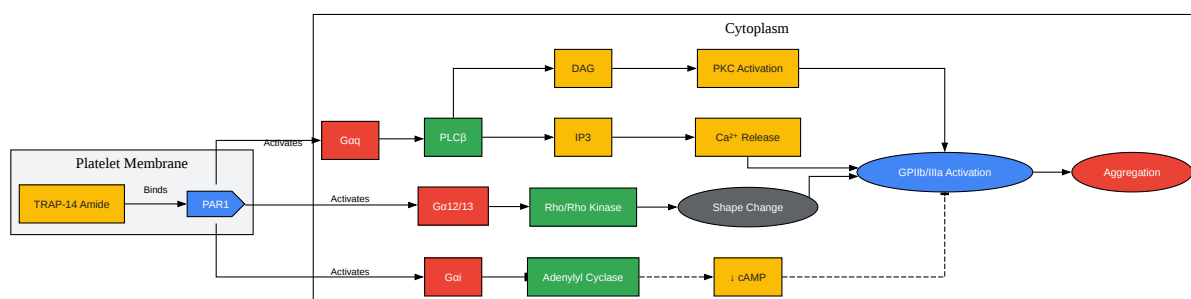 Cytoplasm
DAG
PKC Activation
Activates
Gαq
PLCβ
IP3
Ca²⁺ Release
Platelet Membrane
TRAP-14 Amide
Binds
PAR1
GPIIb/IIIa Activation
Aggregation
Activates
Gα12/13
Rho/Rho Kinase
Shape Change
Activates
Gαi
Adenylyl Cyclase
↓ cAMP